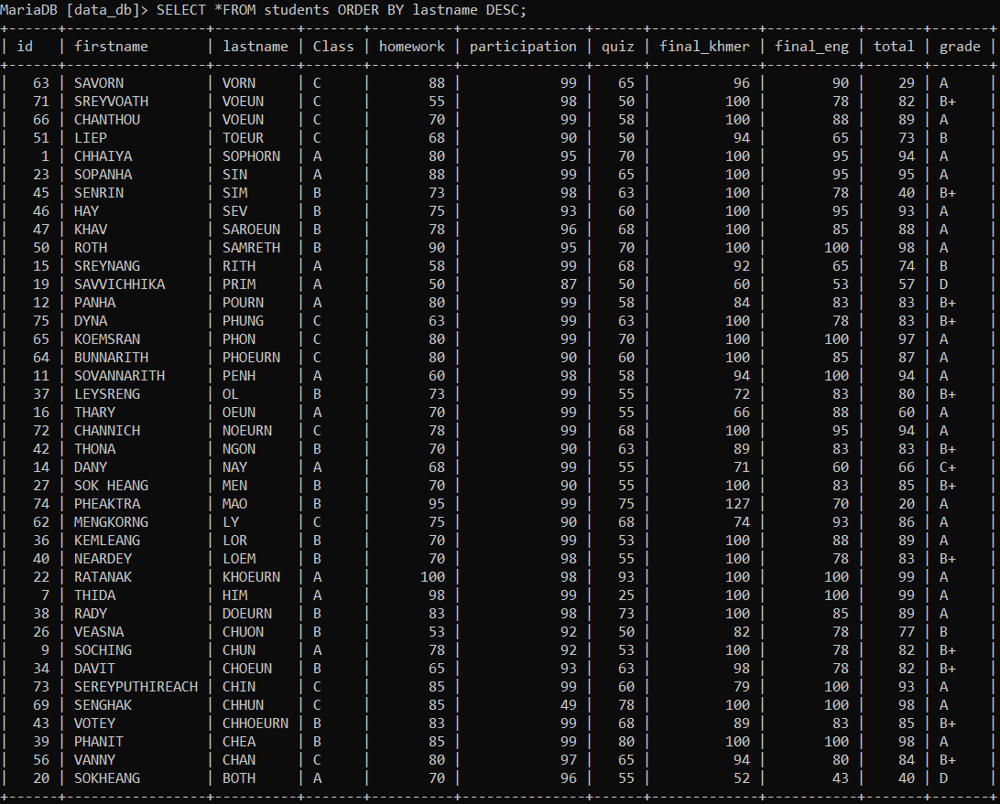 MariaDB [data_db]> SELECT *FROM students ORDER BY lastname DESC;
+------+----------------+----------+-------+----------+---------------+------+-------------+-----------+-------+-------+
| id | firstname | lastname | Class | homework | participation | quiz | final_khmer | final_eng | total | grade |
+------+----------------+----------+-------+----------+---------------+------+-------------+-----------+-------+-------+
| 63 | SAVORN | VORN | C | 88 | 99 | 65 | 96 | 90 | 29 | A |
| 71 | SREYVOATH | VOEUN | C | 55 | 98 | 50 | 100 | 78 | 82 | B+ |
| 66 | CHANTHOU | VOEUN | C | 70 | 99 | 58 | 100 | 88 | 89 | A |
| 51 | LIEP | TOEUR | C | 68 | 90 | 50 | 94 | 65 | 73 | B |
| 1 | CHHAIYA | SOPHORN | A | 80 | 95 | 70 | 100 | 95 | 94 | A |
| 23 | SOPANHA | SIN | A | 88 | 99 | 65 | 100 | 95 | 95 | A |
| 45 | SENRIN | SIM | B | 73 | 98 | 63 | 100 | 78 | 40 | B+ |
| 46 | HAY | SEV | B | 75 | 93 | 60 | 100 | 95 | 93 | A |
| 47 | KHAV | SAROEUN | B | 78 | 96 | 68 | 100 | 85 | 88 | A |
| 50 | ROTH | SAMRETH | B | 90 | 95 | 70 | 100 | 100 | 98 | A |
| 15 | SREYNANG | RITH | A | 58 | 99 | 68 | 92 | 65 | 74 | B |
| 19 | SAVVICHHIKA | PRIM | A | 50 | 87 | 50 | 60 | 53 | 57 | D |
| 12 | PANHA | POURN | A | 80 | 99 | 58 | 84 | 83 | 83 | B+ |
| 75 | DYNA | PHUNG | C | 63 | 99 | 63 | 100 | 78 | 83 | B+ |
| 65 | KOEMSRAN | PHON | C | 80 | 99 | 70 | 100 | 100 | 97 | A |
| 64 | BUNNARITH | PHOEURN | C | 80 | 90 | 60 | 100 | 85 | 87 | A |
| 11 | SOVANNARITH | PENH | A | 60 | 98 | 58 | 94 | 100 | 94 | A |
| 37 | LEYSRENG | OL | B | 73 | 99 | 55 | 72 | 83 | 80 | B+ |
| 16 | THARY | OEUN | A | 70 | 99 | 55 | 66 | 88 | 60 | A |
| 72 | CHANNICH | NOEURN | C | 78 | 99 | 68 | 100 | 95 | 94 | A |
| 42 | THONA | NGON | B | 70 | 90 | 63 | 89 | 83 | 83 | B+ |
| 14 | DANY | NAY | A | 68 | 99 | 55 | 71 | 60 | 66 | C+ |
| 27 | SOK HEANG | MEN | B | 70 | 90 | 55 | 100 | 83 | 85 | B+ |
| 74 | PHEAKTRA | MAO | B | 95 | 99 | 75 | 127 | 70 | 20 | A |
| 62 | MENGKORNG | LY | C | 75 | 90 | 68 | 74 | 93 | 86 | A |
| 36 | KEMLEANG | LOR | B | 70 | 99 | 53 | 100 | 88 | 89 | A |
| 40 | NEARDEY | LOEM | B | 70 | 98 | 55 | 100 | 78 | 83 | B+ |
| 22 | RATANAK | KHOEURN | A | 100 | 98 | 93 | 100 | 100 | 99 | A |
| 7 | THIDA | HIM | A | 98 | 99 | 25 | 100 | 100 | 99 | A |
| 38 | RADY | DOEURN | B | 83 | 98 | 73 | 100 | 85 | 89 | A |
| 26 | VEASNA | CHUON | B | 53 | 92 | 50 | 82 | 78 | 77 | B |
| 9 | SOCHING | CHUN | A | 78 | 92 | 53 | 100 | 78 | 82 | B+ |
| 34 | DAVIT | CHOEUN | B | 65 | 93 | 63 | 98 | 78 | 82 | B+ |
| 73 | SEREYPUTHIREACH | CHIN | C | 85 | 99 | 60 | 79 | 100 | 93 | A |
| 69 | SENGHAK | CHHUN | C | 85 | 49 | 78 | 100 | 100 | 98 | A |
| 43 | VOTEY | CHHOEURN | B | 83 | 99 | 68 | 89 | 83 | 85 | B+ |
| 39 | PHANIT | CHEA | B | 85 | 99 | 80 | 100 | 100 | 98 | A |
| 56 | VANNY | CHAN | C | 80 | 97 | 65 | 94 | 80 | 84 | B+ |
| 20 | SOKHEANG | BOTH | A | 70 | 96 | 55 | 52 | 43 | 40 | D |
+------+----------------+----------+-------+----------+---------------+------+-------------+-----------+-------+-------+